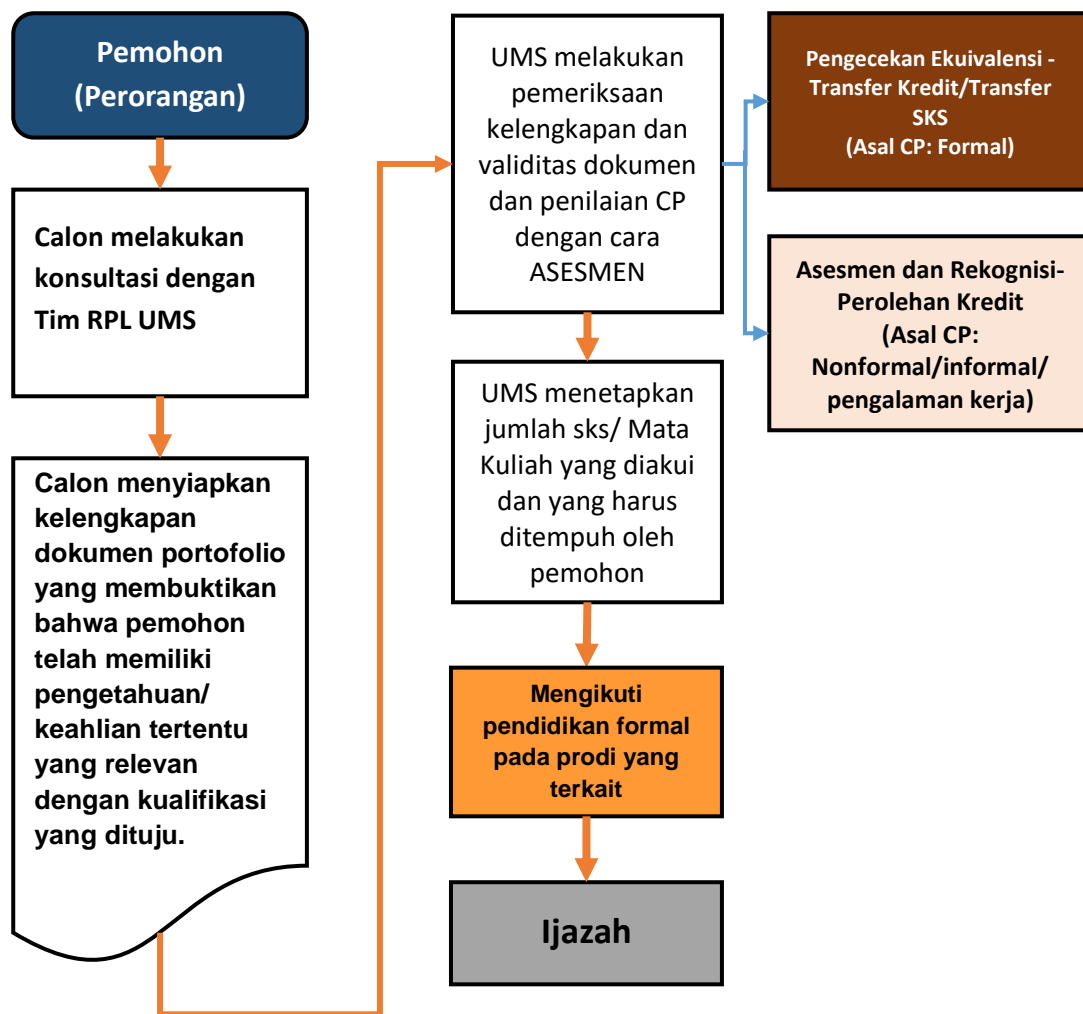 Pemohon
(Perorangan)
Calon melakukan
konsultasi dengan
Tim RPL UMS
Calon menyiapkan
kelengkapan
dokumen portofolio
yang membuktikan
bahwa pemohon
telah memiliki
pengetahuan/
keahlian tertentu
yang relevan
dengan kualifikasi
yang dituju.
UMS melakukan
pemeriksaan
kelengkapan dan
validitas dokumen
dan penilaian CP
dengan cara
ASESMEN
Pengecekan Ekuivalensi -
Transfer Kredit/Transfer
SKS
(Asal CP: Formal)
Asesmen dan Rekognisi-
Perolehan Kredit
(Asal CP:
Nonformal/informal/
pengalaman kerja)
UMS menetapkan
jumlah sks/ Mata
Kuliah yang diakui
dan yang harus
ditempuh oleh
pemohon
Mengikuti
pendidikan formal
pada prodi yang
terkait
Ijazah